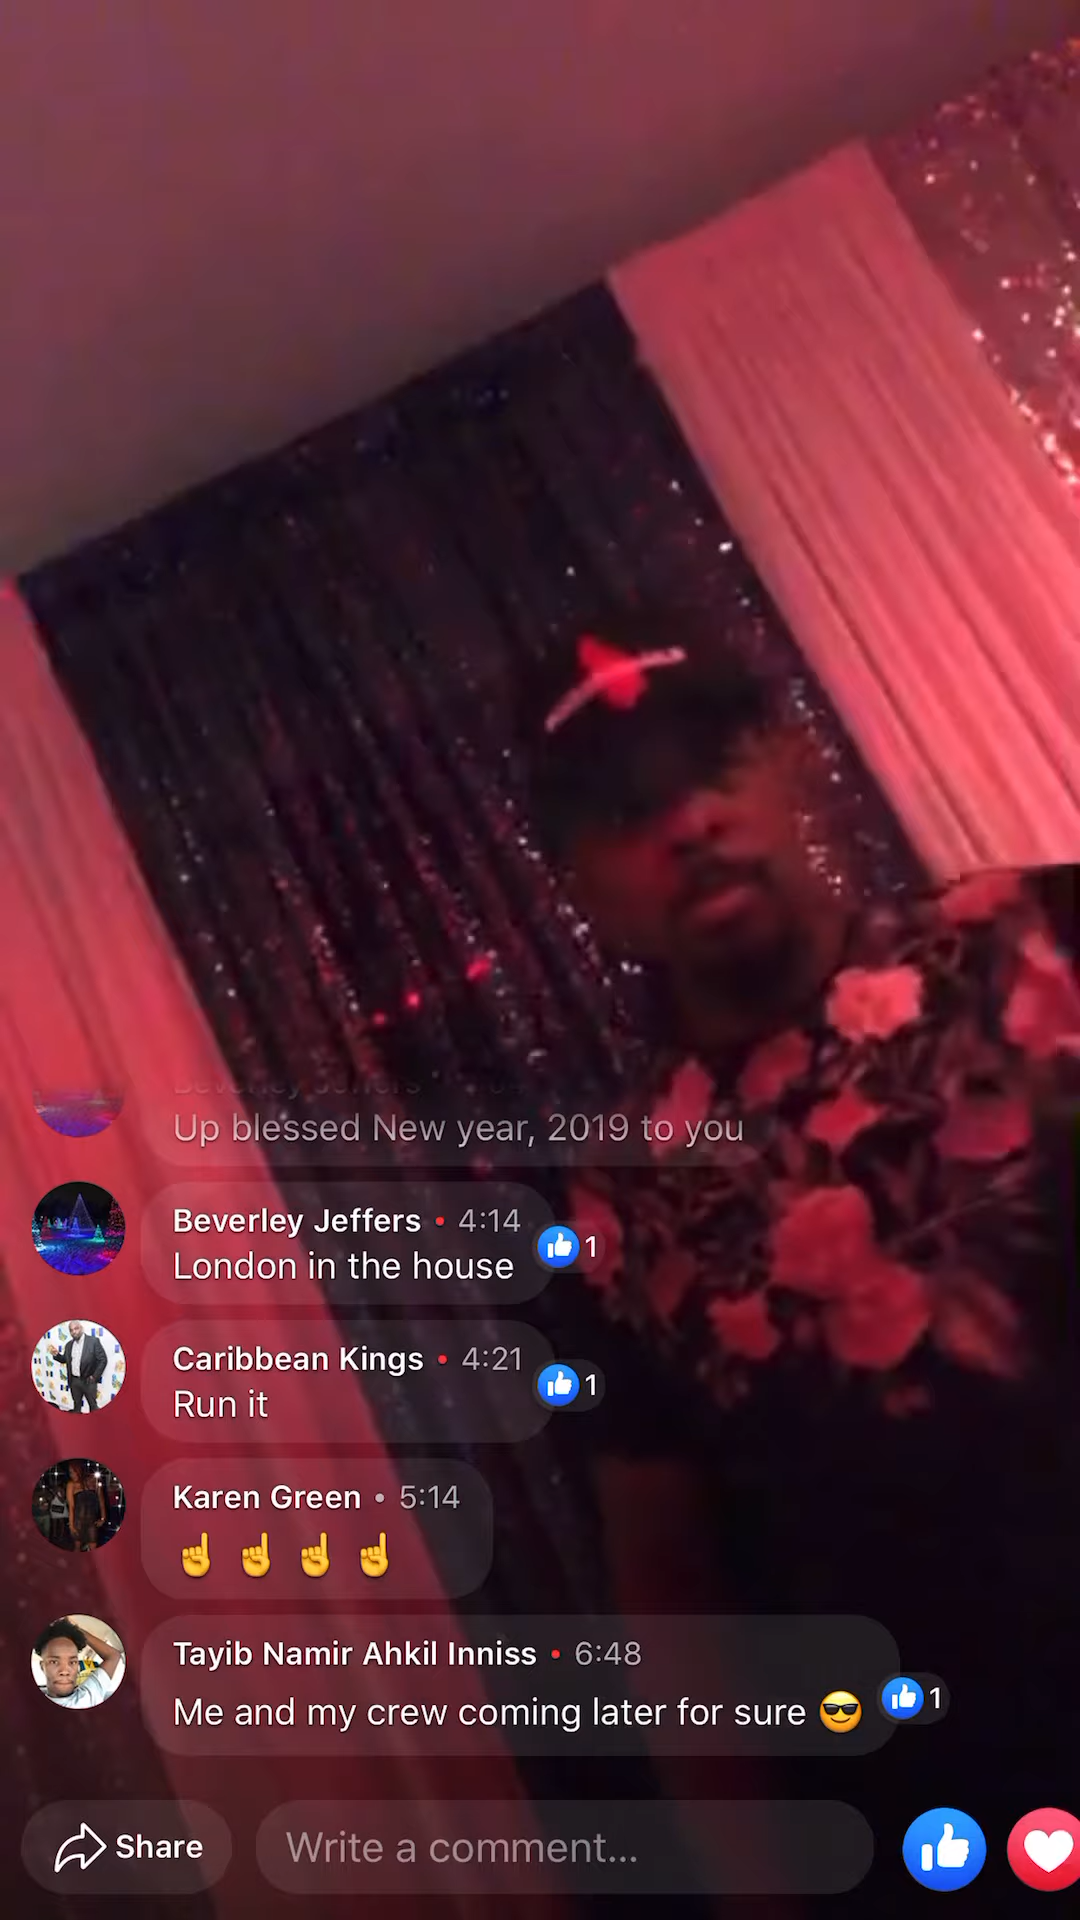 Beverley Jeffers
Up blessed New year, 2019 to you
Beverley Jeffers • 4:14
London in the house
1
Caribbean Kings • 4:21
Run it
1
Karen Green • 5:14
☝️ ☝️ ☝️ ☝️
Tayib Namir Ahkil Inniss • 6:48
Me and my crew coming later for sure 😎
1
Share
Write a comment...